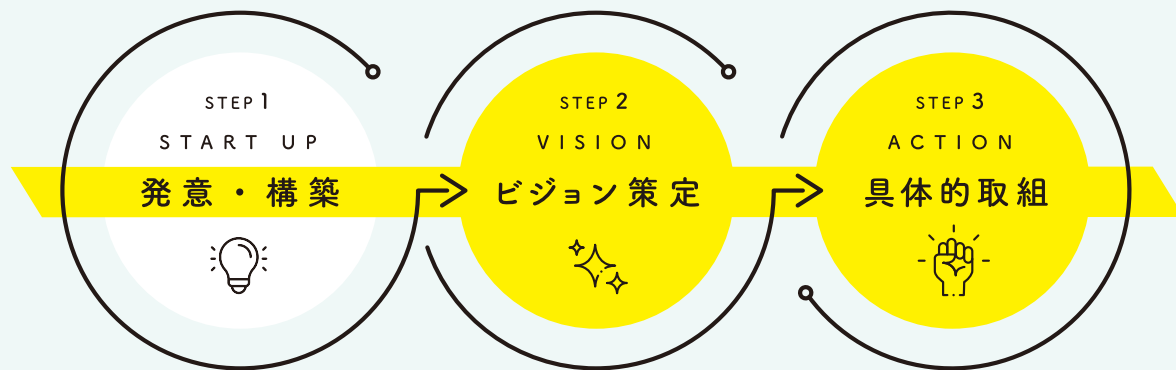 STEP 1
START UP
発意・構築
STEP 2
VISION
ビジョン策定
STEP 3
ACTION
具体的取組